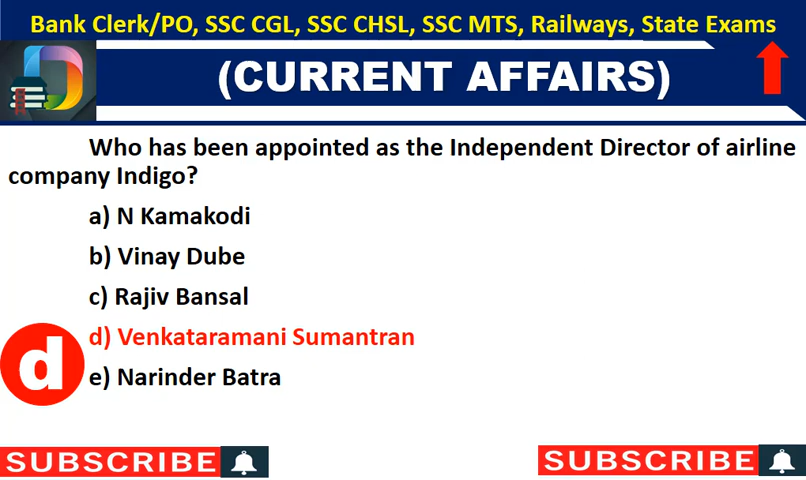 Bank Clerk/PO, SSC CGL, SSC CHSL, SSC MTS, Railways, State Exams
(CURRENT AFFAIRS)
Who has been appointed as the Independent Director of airline
company Indigo?
a) N Kamakodi
b) Vinay Dube
c) Rajiv Bansal
d) Venkataramani Sumantran
d
e) Narinder Batra
SUBSCRIBE
SUBSCRIBE